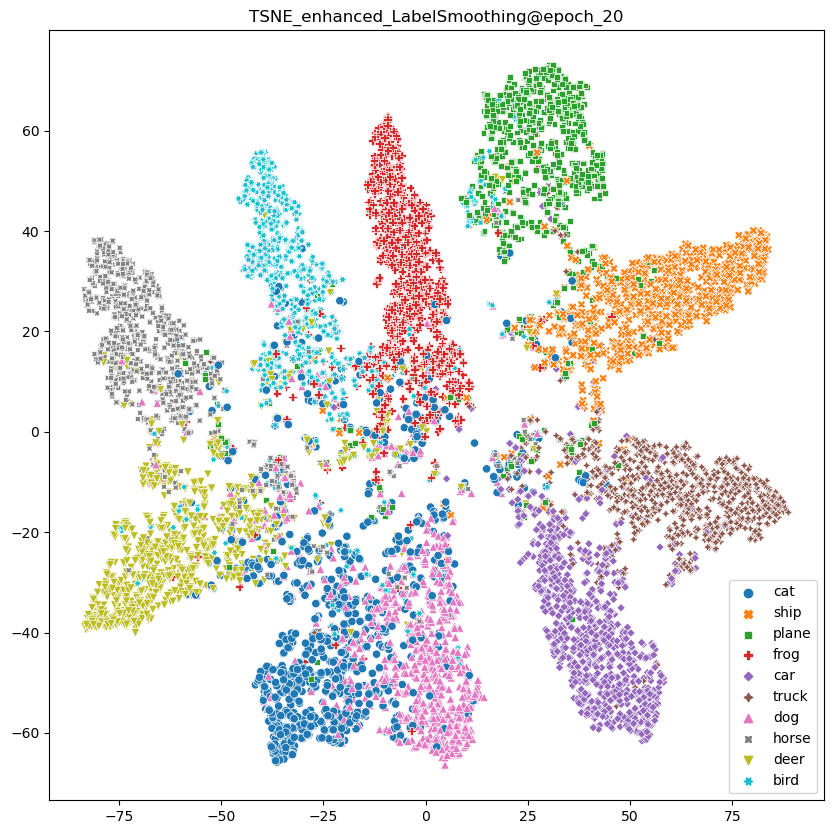 TSNE_enhanced_LabelSmoothing@epoch_20
60
40
20
0
−20
−40
−60
−75
−50
−25
0
25
50
75
cat
ship
plane
frog
car
truck
dog
horse
deer
bird